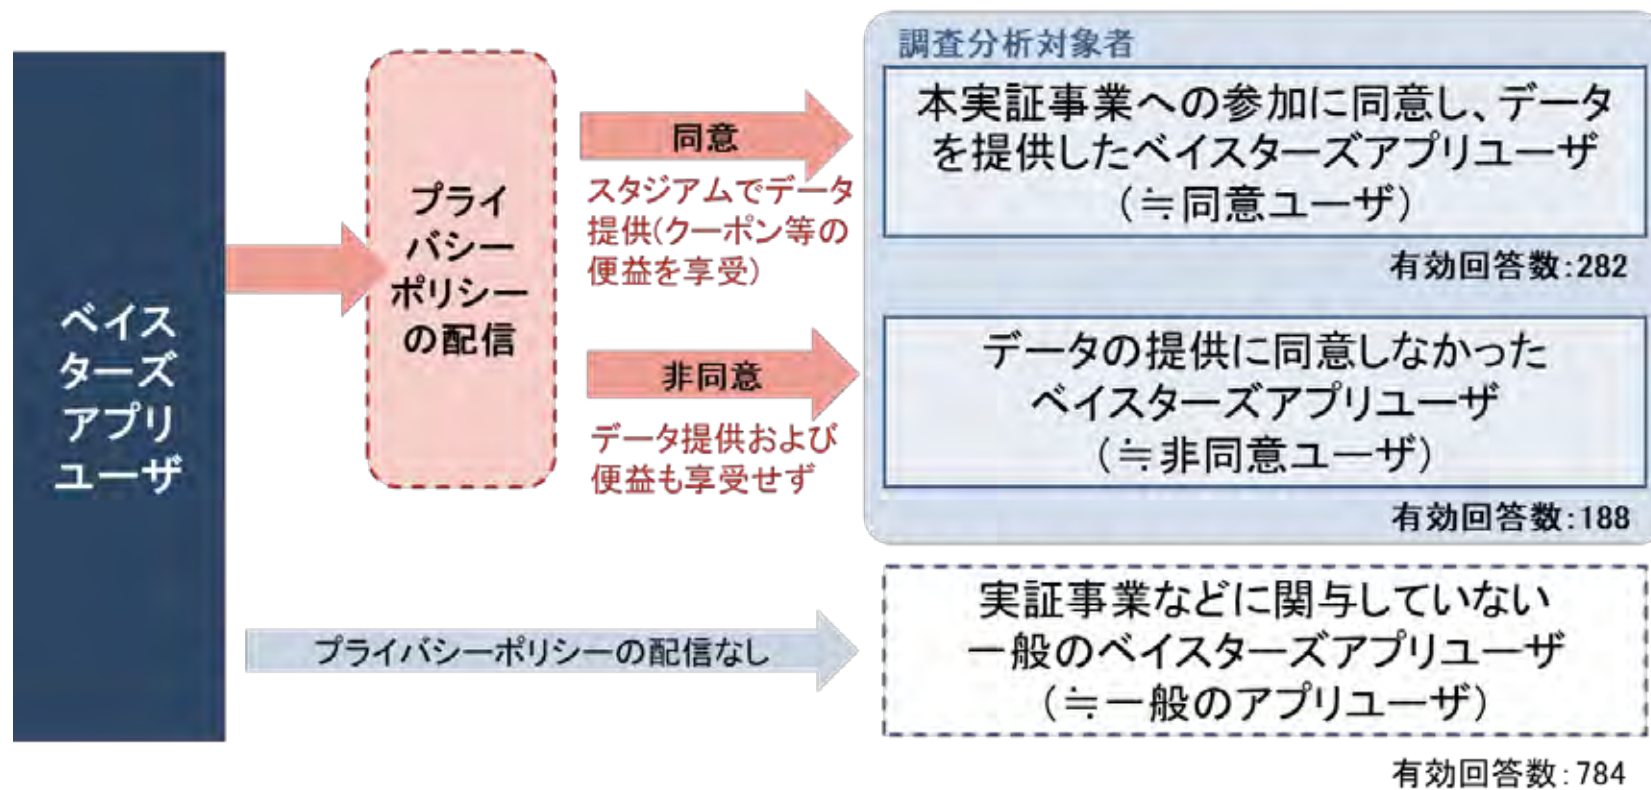 ベイス
ターズ
アプリ
ユーザ
プライ
バシー
ポリシー
の配信
同意
スタジアムでデータ
提供(クーポン等の
便益を享受)
非同意
データ提供および
便益も享受せず
プライバシーポリシーの配信なし
調査分析対象者
本実証事業への参加に同意し、データ
を提供したベイスターズアプリユーザ
(≒同意ユーザ)
有効回答数:282
データの提供に同意しなかった
ベイスターズアプリユーザ
(≒非同意ユーザ)
有効回答数:188
実証事業などに関与していない
一般のベイスターズアプリユーザ
(≒一般のアプリユーザ)
有効回答数:784